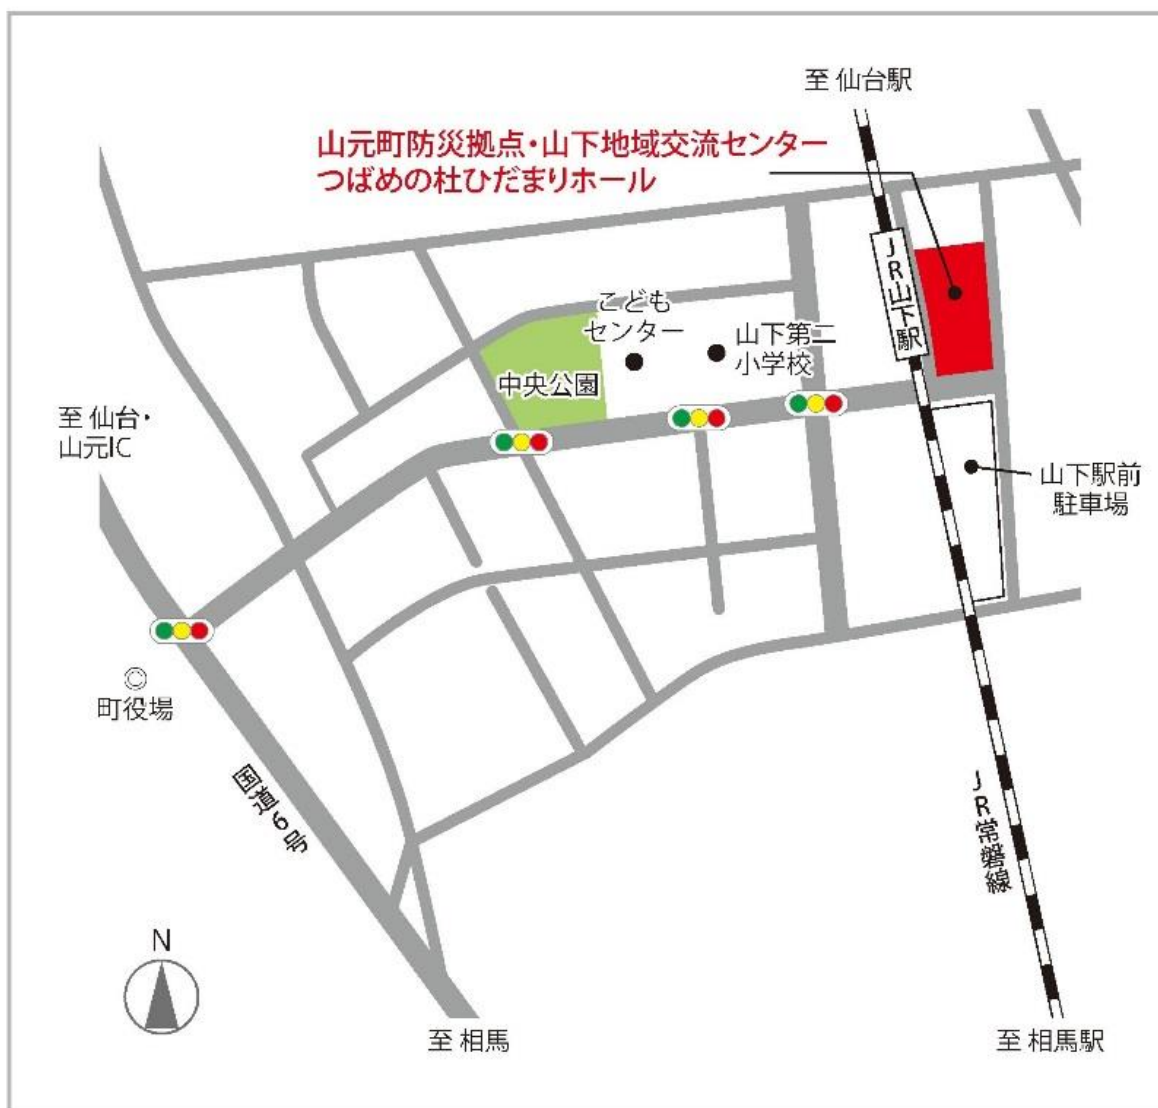 至 仙台駅
山元町防災拠点・山下地域交流センター
つばめの杜ひだまりホール
JR山下駅
こども
センター
山下第二
小学校
中央公園
至 仙台・
山元IC
山下駅前
駐車場
◎
町役場
国道6号
JR常磐線
N
至 相馬
至 相馬駅